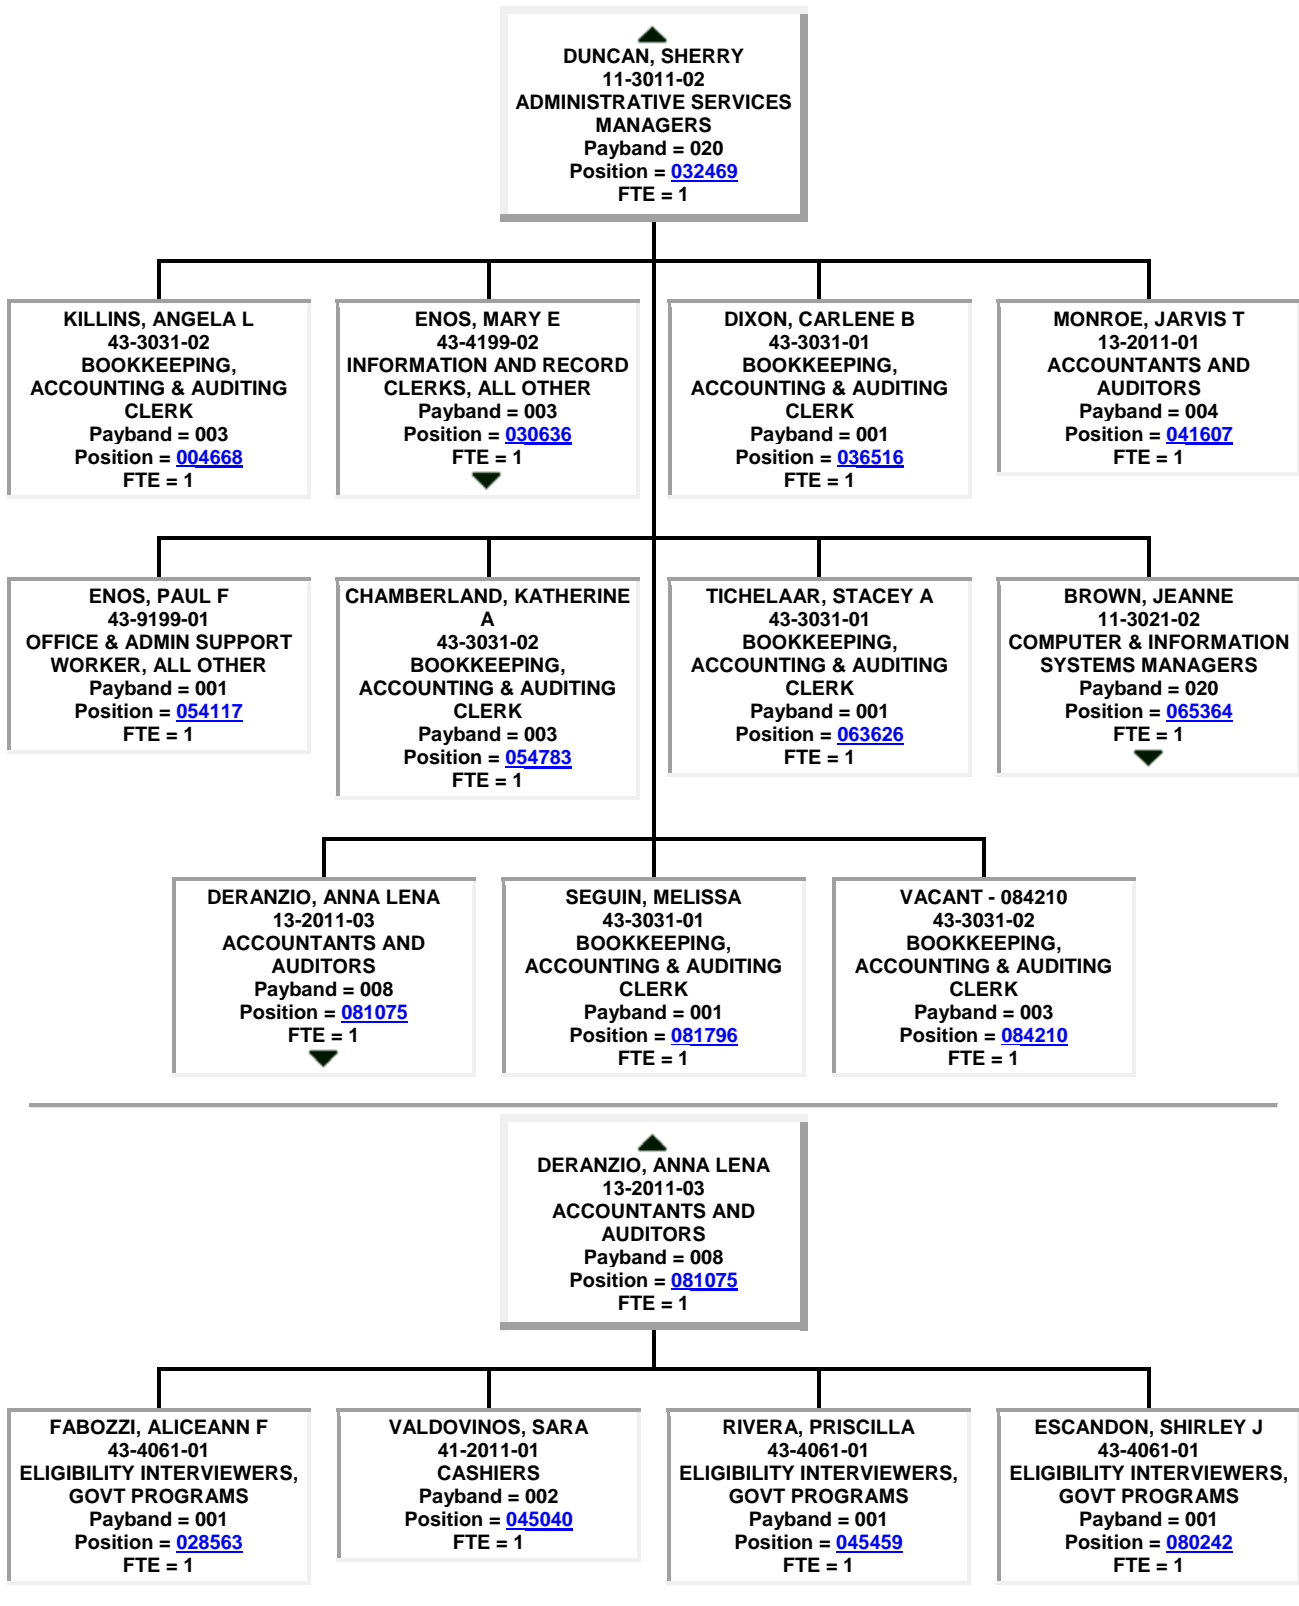 DUNCAN, SHERRY
11-3011-02
ADMINISTRATIVE SERVICES
MANAGERS
Payband = 020
Position = 032469
FTE = 1
KILLINS, ANGELA L
43-3031-02
BOOKKEEPING,
ACCOUNTING & AUDITING
CLERK
Payband = 003
Position = 004668
FTE = 1
ENOS, MARY E
43-4199-02
INFORMATION AND RECORD
CLERKS, ALL OTHER
Payband = 003
Position = 030636
FTE = 1
DIXON, CARLENE B
43-3031-01
BOOKKEEPING,
ACCOUNTING & AUDITING
CLERK
Payband = 001
Position = 036516
FTE = 1
MONROE, JARVIS T
13-2011-01
ACCOUNTANTS AND
AUDITORS
Payband = 004
Position = 041607
FTE = 1
ENOS, PAUL F
43-9199-01
OFFICE & ADMIN SUPPORT
WORKER, ALL OTHER
Payband = 001
Position = 054117
FTE = 1
CHAMBERLAND, KATHERINE
A
43-3031-02
BOOKKEEPING,
ACCOUNTING & AUDITING
CLERK
Payband = 003
Position = 054783
FTE = 1
TICHELAAR, STACEY A
43-3031-01
BOOKKEEPING,
ACCOUNTING & AUDITING
CLERK
Payband = 001
Position = 063626
FTE = 1
BROWN, JEANNE
11-3021-02
COMPUTER & INFORMATION
SYSTEMS MANAGERS
Payband = 020
Position = 065364
FTE = 1
DERANZIO, ANNA LENA
13-2011-03
ACCOUNTANTS AND
AUDITORS
Payband = 008
Position = 081075
FTE = 1
SEGUIN, MELISSA
43-3031-01
BOOKKEEPING,
ACCOUNTING & AUDITING
CLERK
Payband = 001
Position = 081796
FTE = 1
VACANT - 084210
43-3031-02
BOOKKEEPING,
ACCOUNTING & AUDITING
CLERK
Payband = 003
Position = 084210
FTE = 1
DERANZIO, ANNA LENA
13-2011-03
ACCOUNTANTS AND
AUDITORS
Payband = 008
Position = 081075
FTE = 1
FABOZZI, ALICEANN F
43-4061-01
ELIGIBILITY INTERVIEWERS,
GOVT PROGRAMS
Payband = 001
Position = 028563
FTE = 1
VALDOVINOS, SARA
41-2011-01
CASHIERS
Payband = 002
Position = 045040
FTE = 1
RIVERA, PRISCILLA
43-4061-01
ELIGIBILITY INTERVIEWERS,
GOVT PROGRAMS
Payband = 001
Position = 045459
FTE = 1
ESCANDON, SHIRLEY J
43-4061-01
ELIGIBILITY INTERVIEWERS,
GOVT PROGRAMS
Payband = 001
Position = 080242
FTE = 1